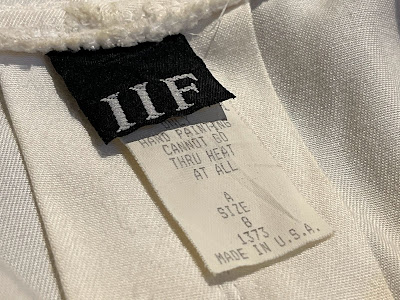 IIF
HAND PAINTING
CANNOT GO
THRU HEAT
AT ALL
A
SIZE
8
1373
MADE IN U.S.A.